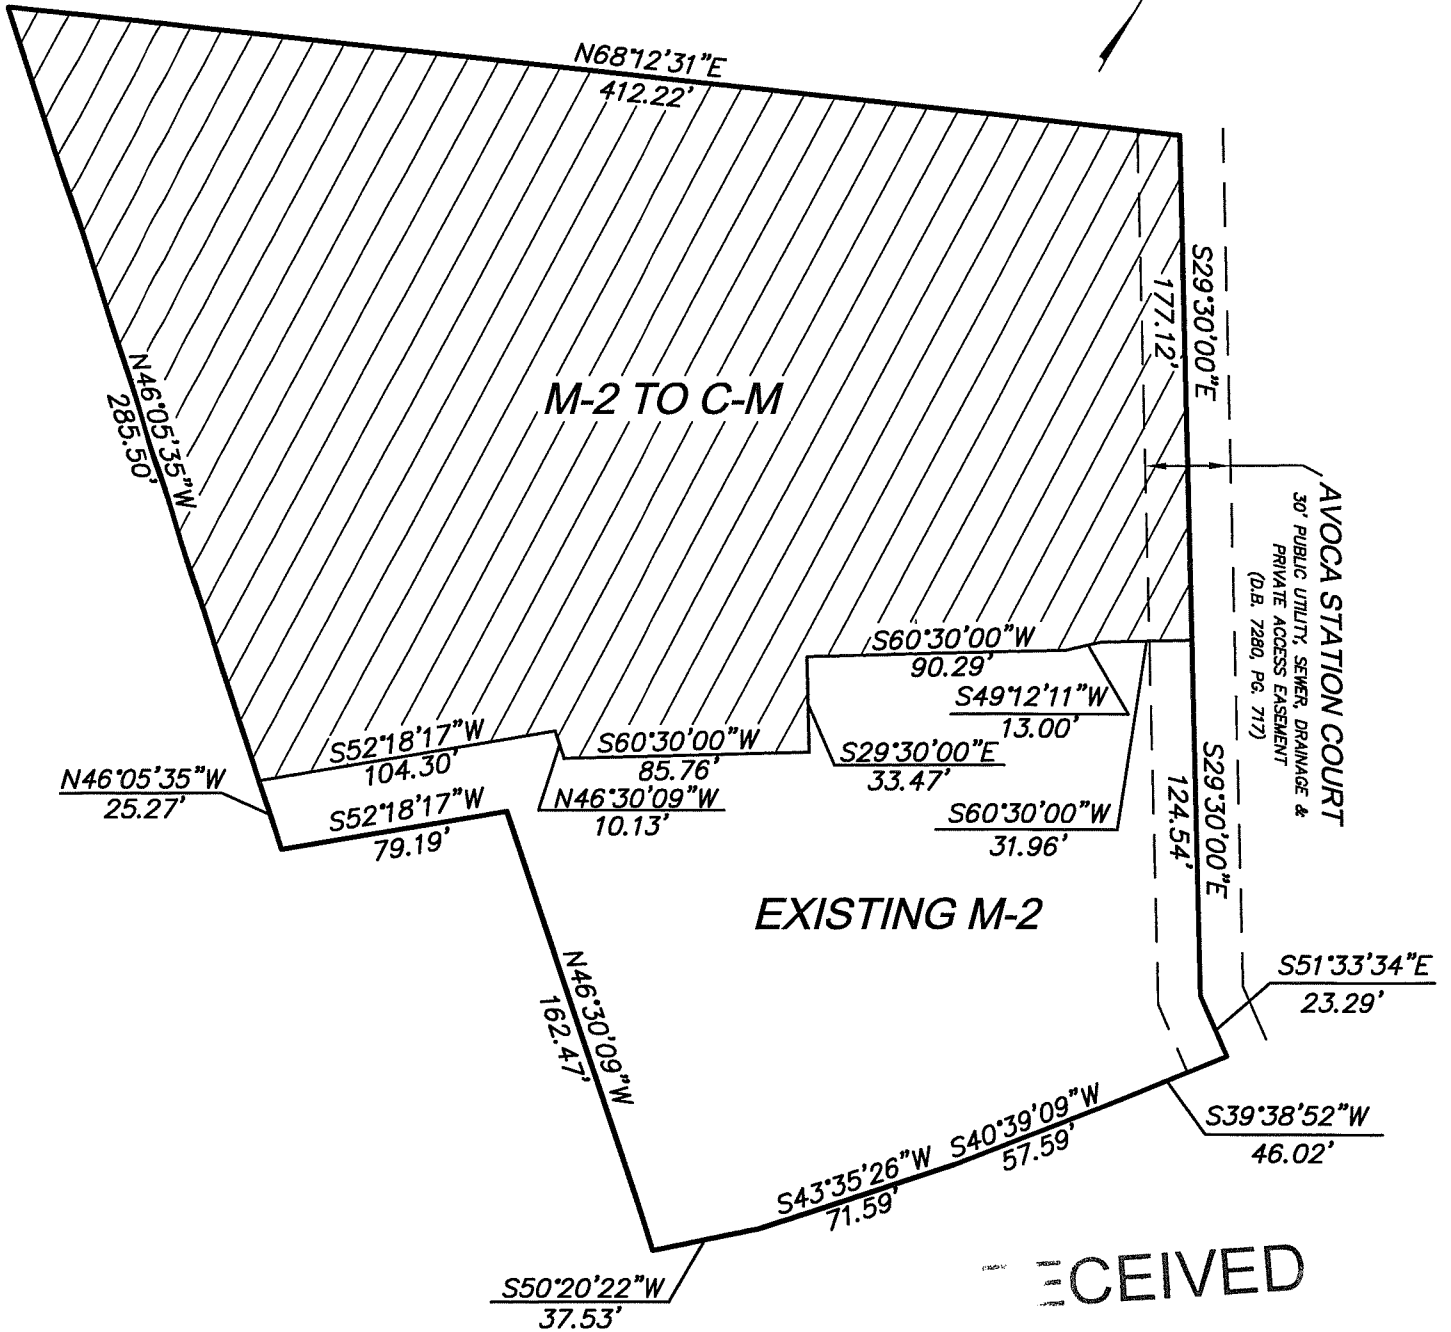 N68°12'31"E
412.22'
S29°30'00"E
177.12'
M-2 TO C-M
N46°05'35"W
285.50'
AVOCA STATION COURT
30' PUBLIC UTILITY, SEWER, DRAINAGE &
PRIVATE ACCESS EASEMENT
(D.B. 7280, PG. 717)
S60°30'00"W
90.29'
S49°12'11"W
13.00'
S52°18'17"W
104.30'
S60°30'00"W
85.76'
S29°30'00"E
33.47'
N46°05'35"W
25.27'
N46°30'09"W
10.13'
S60°30'00"W
31.96'
S29°30'00"E
124.54'
S52°18'17"W
79.19'
EXISTING M-2
N46°30'09"W
162.47'
S51°33'34"E
23.29'
S39°38'52"W
46.02'
S40°39'09"W
57.59'
S43°35'26"W
71.59'
S50°20'22"W
37.53'
ECEIVED